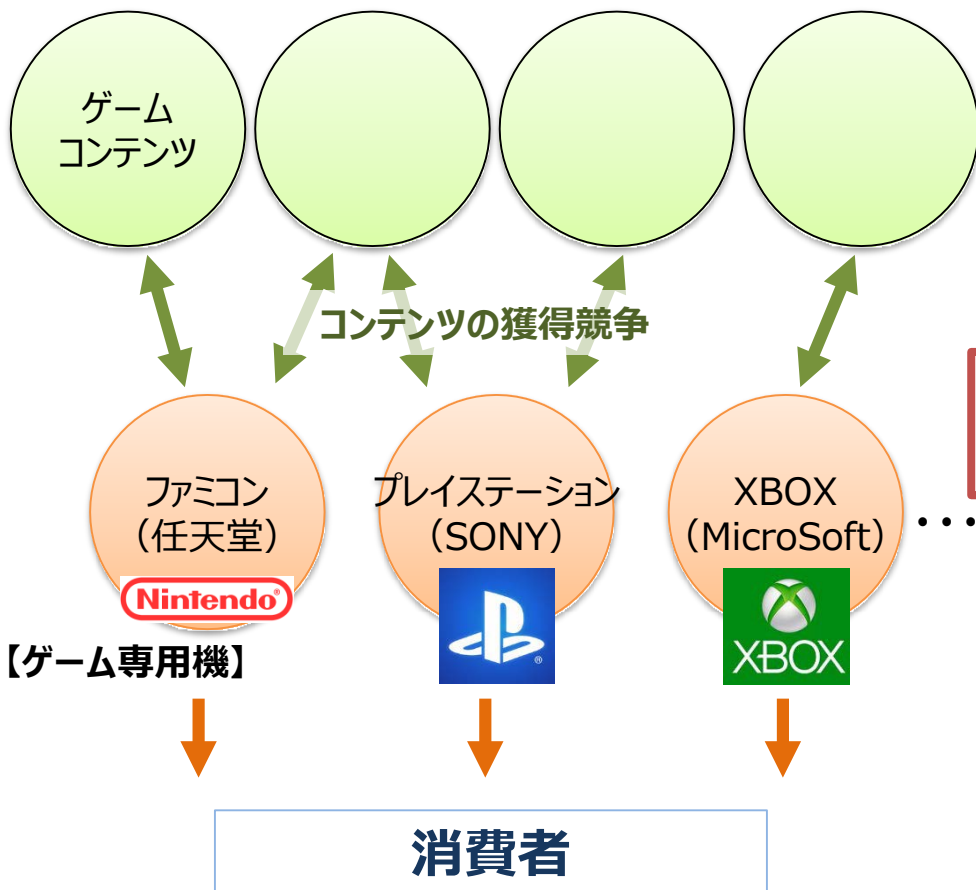 ゲーム
コンテンツ
コンテンツの獲得競争
ファミコン
（任天堂）
プレイステーション
（SONY）
XBOX
（MicroSoft）
・・・
Nintendo®
XBOX
【ゲーム専用機】
消費者